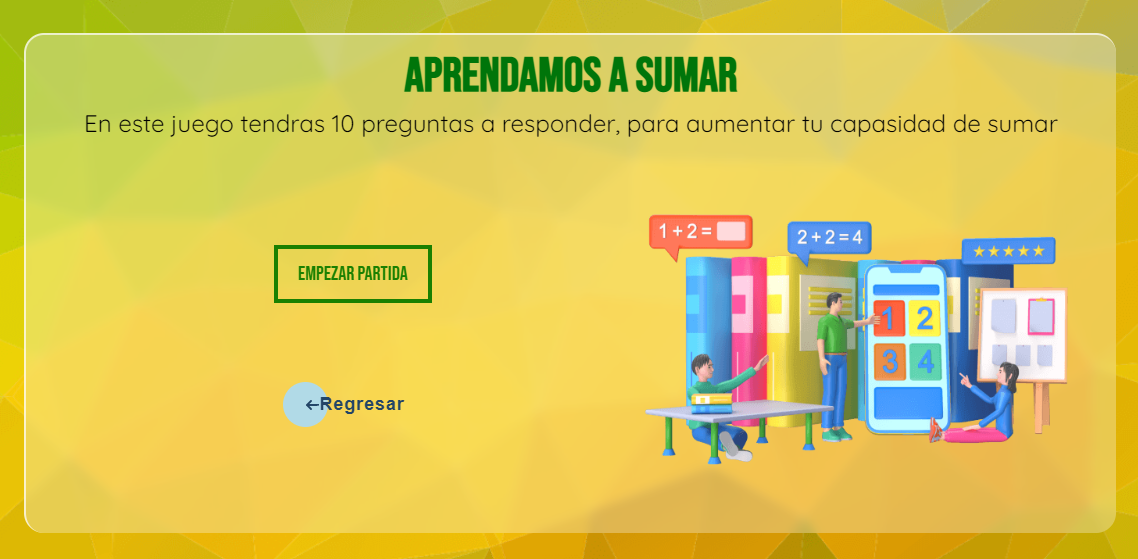 APRENDAMOS A SUMAR
En este juego tendras 10 preguntas a responder, para aumentar tu capasidad de sumar
1 + 2 =
2 + 2 = 4
EMPEZAR PARTIDA
1 2
3 4
←Regresar